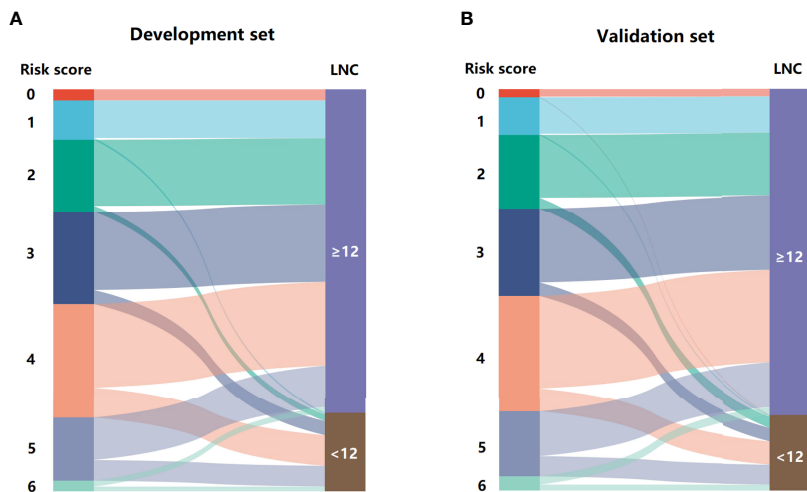 A
Development set
Risk score
LNC
0
1
2
3
4
5
6
≥12
<12
B
Validation set
Risk score
LNC
0
1
2
3
4
5
6
≥12
<12